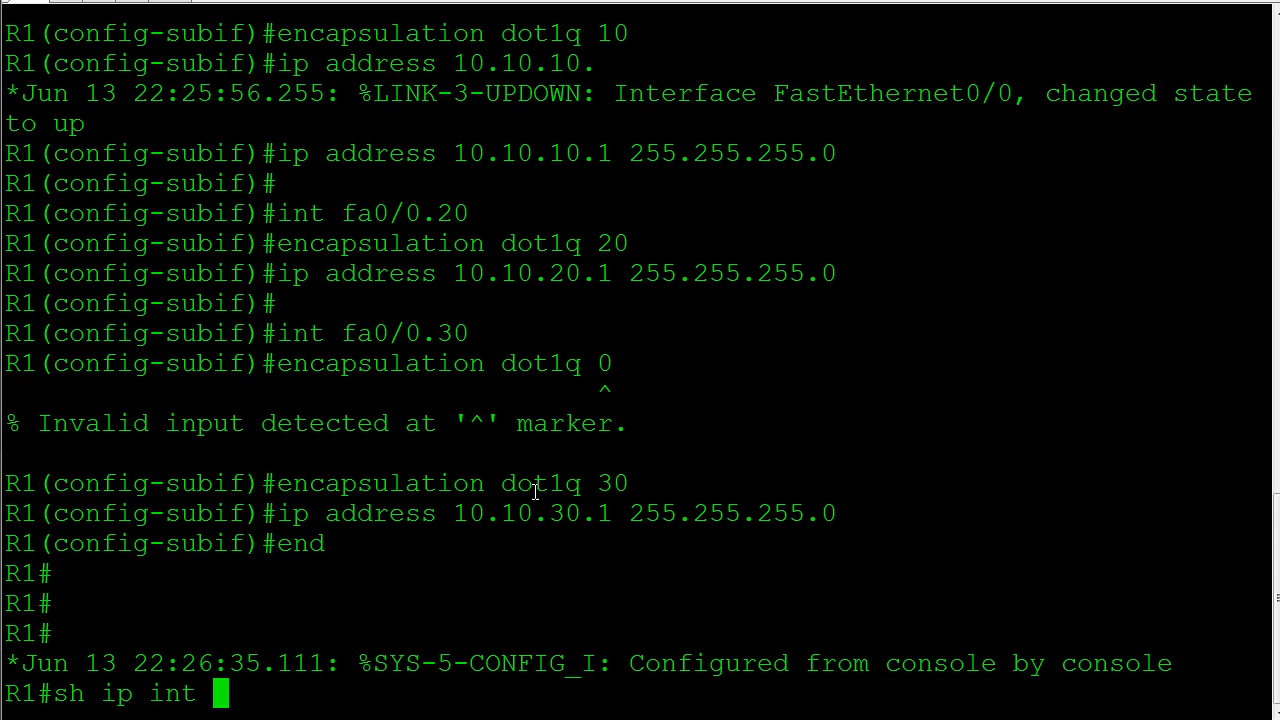 R1(config-subif)#encapsulation dot1q 10
R1(config-subif)#ip address 10.10.10.
*Jun 13 22:25:56.255: %LINK-3-UPDOWN: Interface FastEthernet0/0, changed state
to up
R1(config-subif)#ip address 10.10.10.1 255.255.255.0
R1(config-subif)#
R1(config-subif)#int fa0/0.20
R1(config-subif)#encapsulation dot1q 20
R1(config-subif)#ip address 10.10.20.1 255.255.255.0
R1(config-subif)#
R1(config-subif)#int fa0/0.30
R1(config-subif)#encapsulation dot1q 0
^
% Invalid input detected at '^' marker.
R1(config-subif)#encapsulation dot1q 30
R1(config-subif)#ip address 10.10.30.1 255.255.255.0
R1(config-subif)#end
R1#
R1#
R1#
*Jun 13 22:26:35.111: %SYS-5-CONFIG_I: Configured from console by console
R1#sh ip int